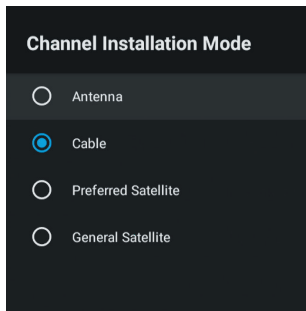 Channel Installation Mode
Antenna
Cable
Preferred Satellite
General Satellite